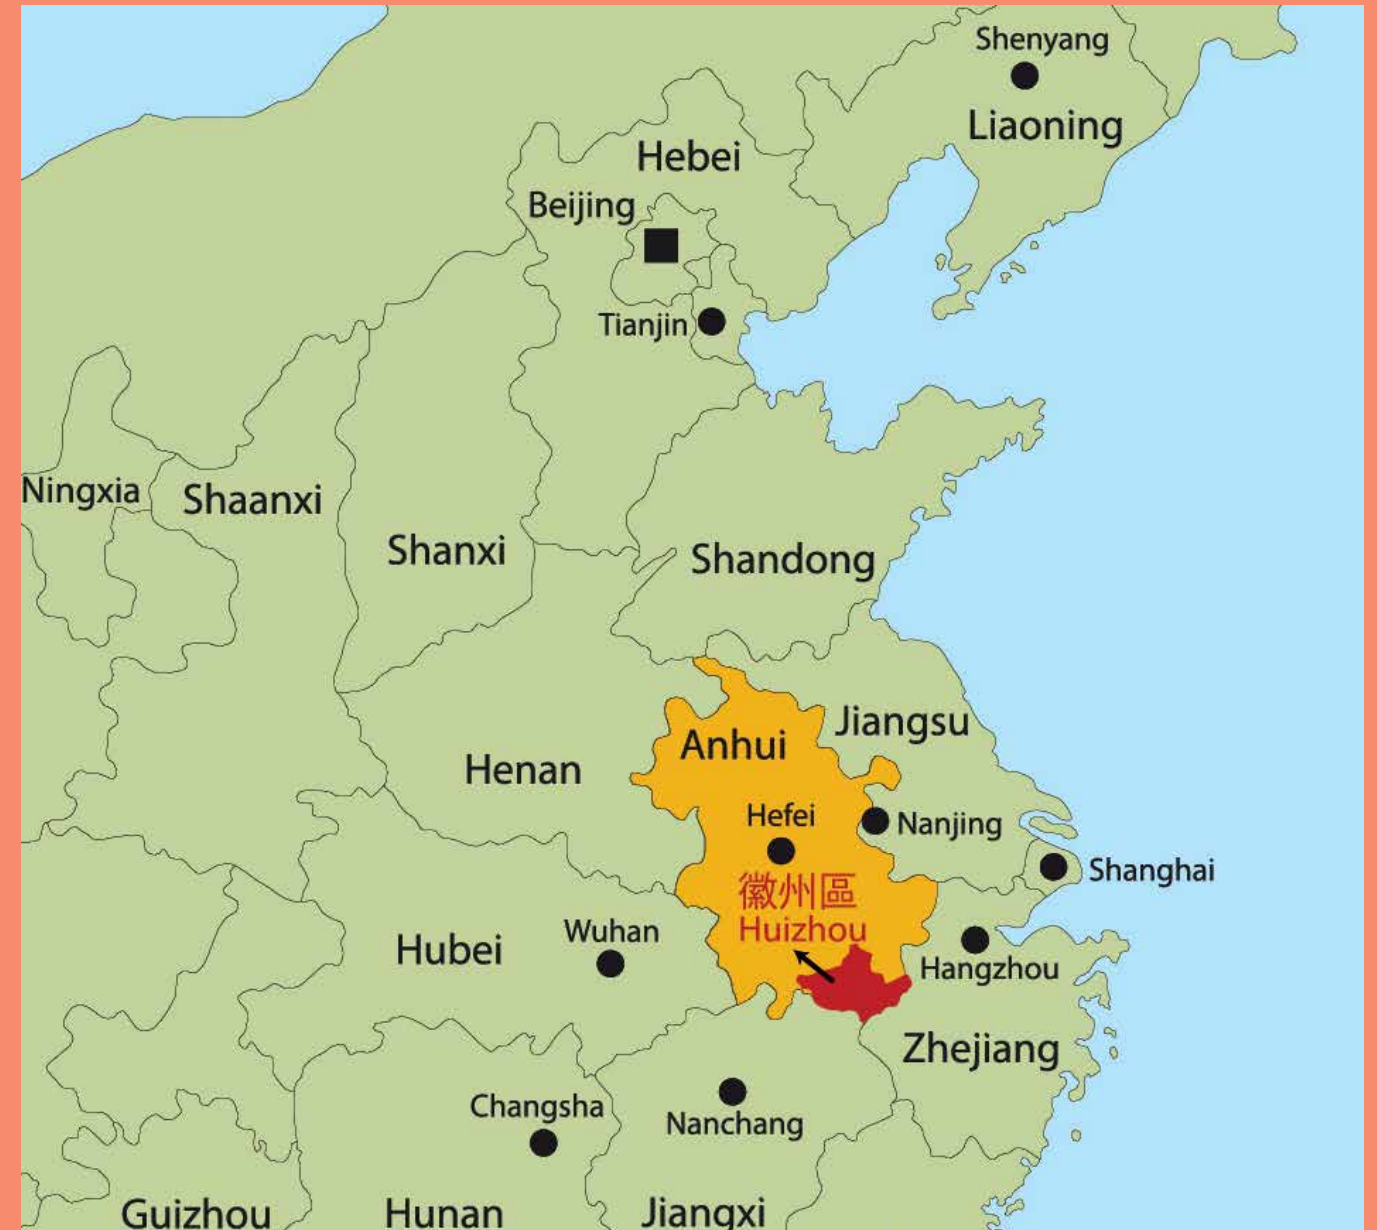 Shenyang
Liaoning
Hebei
Beijing
Tianjin
Ningxia
Shaanxi
Shanxi
Shandong
Jiangsu
Anhui
Henan
Hefei
Nanjing
Shanghai
徽州區
Huizhou
Wuhan
Hubei
Hangzhou
Zhejiang
Changsha
Nanchang
Guizhou
Hunan
Jiangxi